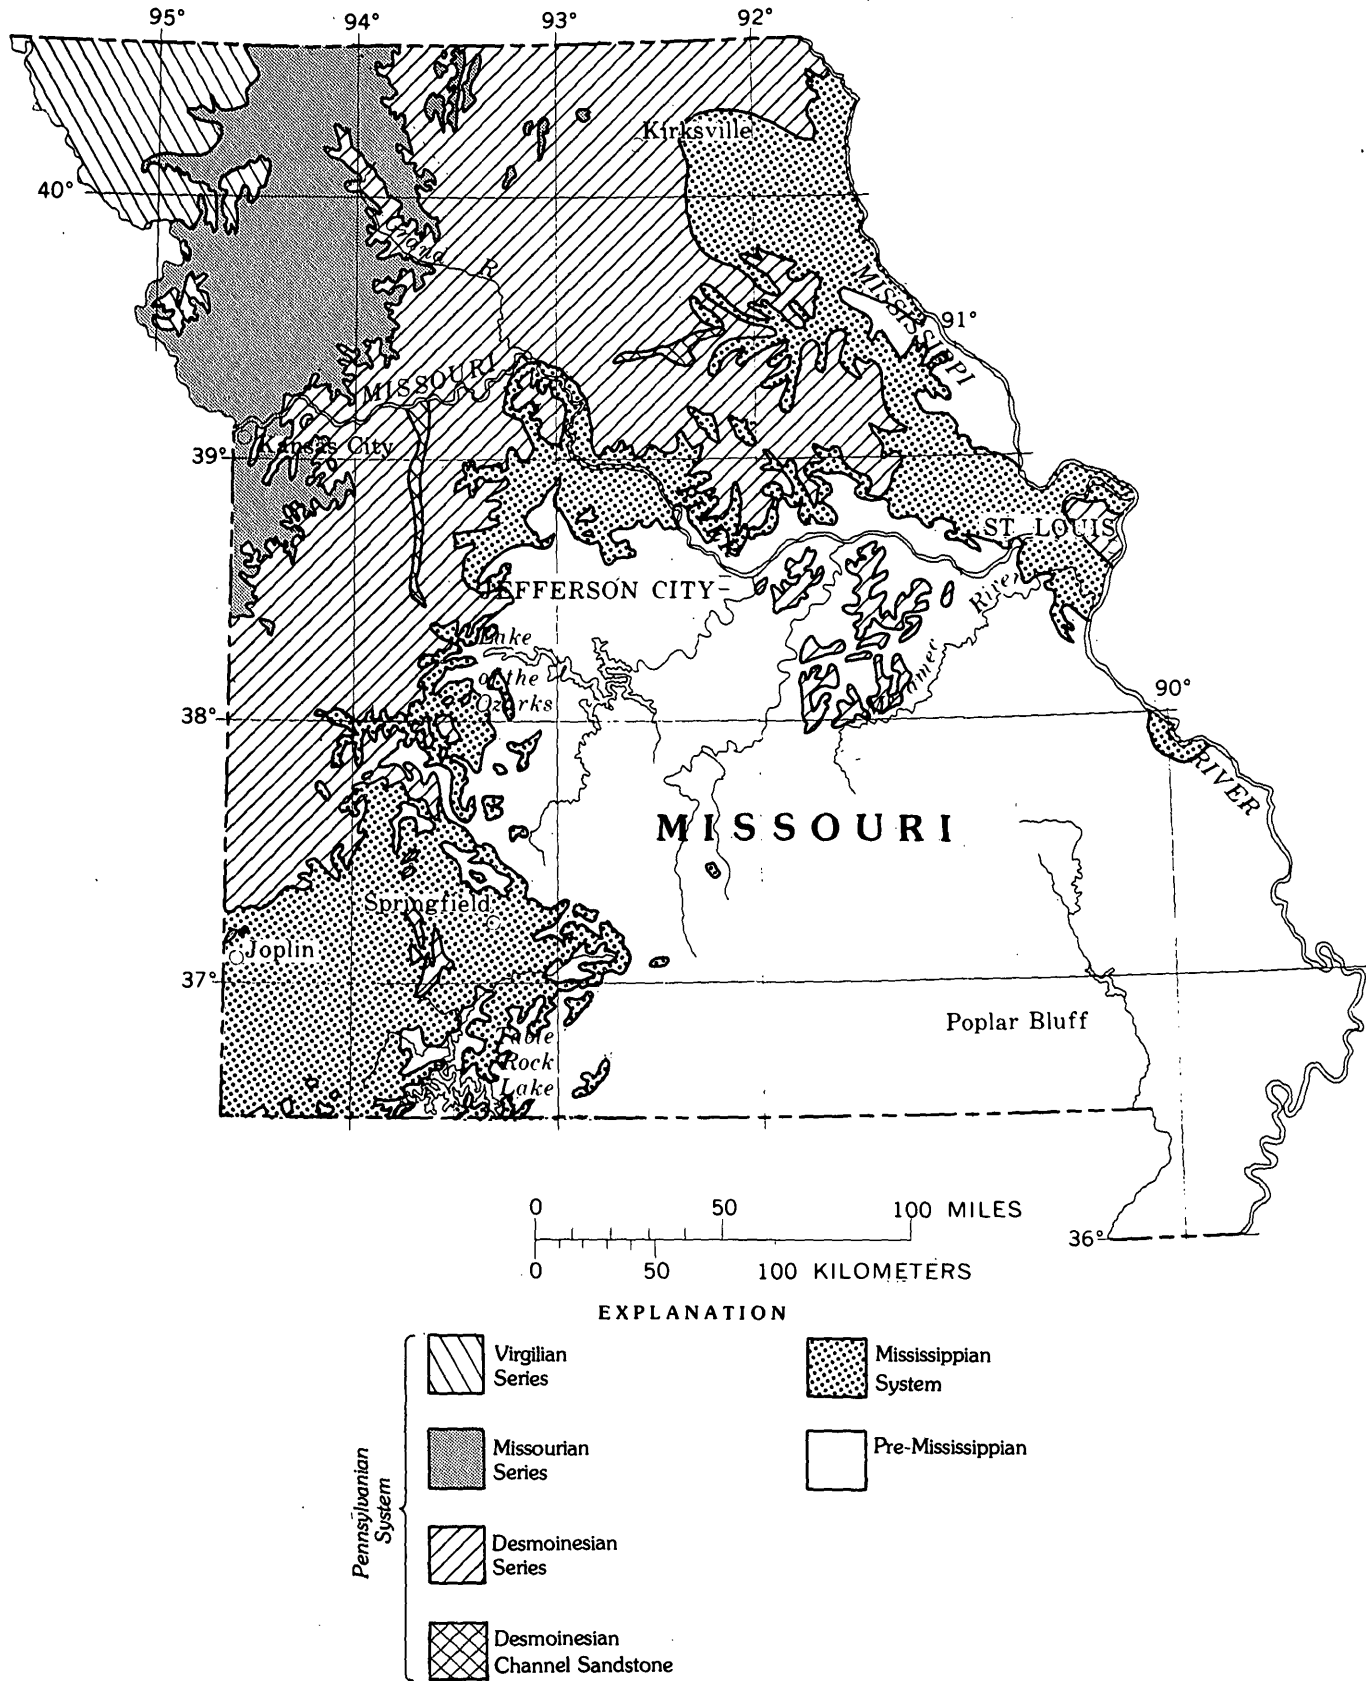 95° 94° 93° 92°
Kirksville
40°
Grand R
MISSISSIPPI
91°
MISSOURI
Kansas City
39°
ST. LOUIS
JEFFERSON CITY
River
Meramec
Lake
of the
Ozarks
90°
38°
RIVER
MISSOURI
Springfield
Joplin
37°
Poplar Bluff
Table
Rock
Lake
0 50 100 MILES
36°
0 50 100 KILOMETERS
EXPLANATION
Virgilian
Series
Mississippian
System
Missourian
Series
Pre-Mississippian
Pennsylvanian
System
Desmoinesian
Series
Desmoinesian
Channel Sandstone